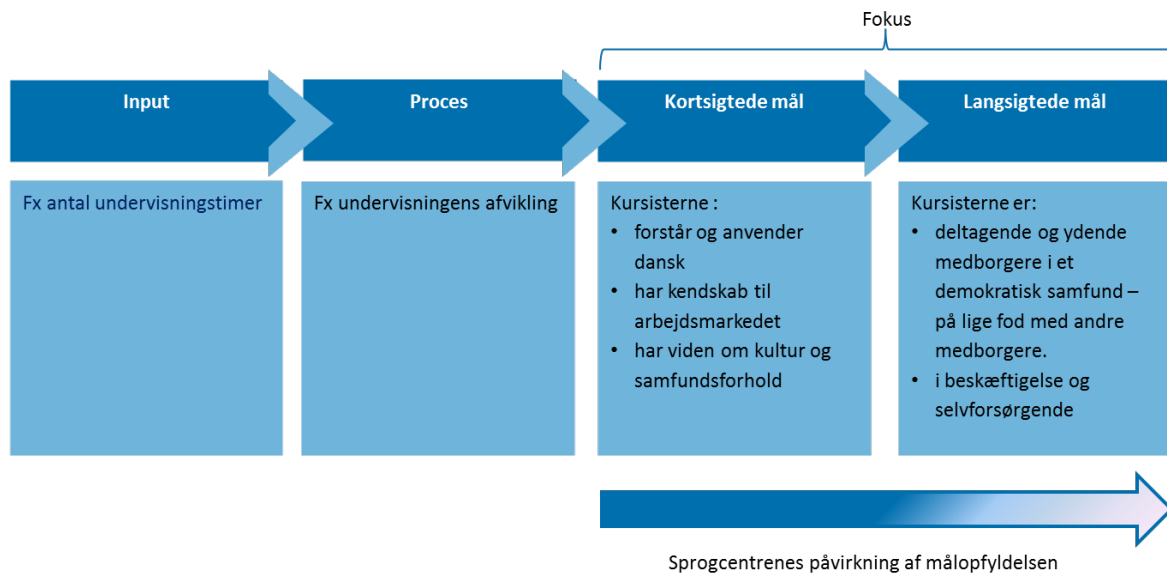 Fokus
Input
Proces
Kortsigtede mål
Langsigtede mål
Fx antal undervisningstimer
Fx undervisningens afvikling
Kursisterne :
• forstår og anvender
dansk
• har kendskab til
arbejdsmarkedet
• har viden om kultur og
samfundsforhold
Kursisterne er:
• deltagende og ydende
medborgere i et
demokratisk samfund –
på lige fod med andre
medborgere.
• i beskæftigelse og
selvforsørgende
Sprogcentrenes påvirkning af målopfyldelsen